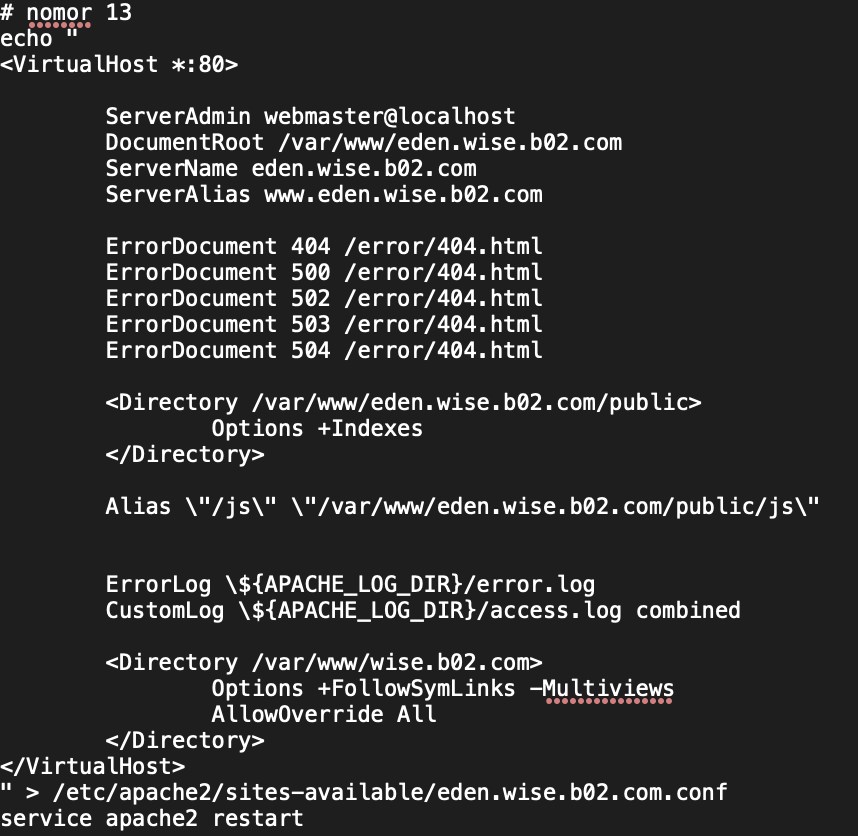 # nomor 13
echo "
<VirtualHost *:80>
ServerAdmin webmaster@localhost
DocumentRoot /var/www/eden.wise.b02.com
ServerName eden.wise.b02.com
ServerAlias www.eden.wise.b02.com
ErrorDocument 404 /error/404.html
ErrorDocument 500 /error/404.html
ErrorDocument 502 /error/404.html
ErrorDocument 503 /error/404.html
ErrorDocument 504 /error/404.html
<Directory /var/www/eden.wise.b02.com/public>
Options +Indexes
</Directory>
Alias \"/js\" \"/var/www/eden.wise.b02.com/public/js\"
ErrorLog \${APACHE_LOG_DIR}/error.log
CustomLog \${APACHE_LOG_DIR}/access.log combined
<Directory /var/www/wise.b02.com>
Options +FollowSymLinks -Multiviews
AllowOverride All
</Directory>
</VirtualHost>
" > /etc/apache2/sites-available/eden.wise.b02.com.conf
service apache2 restart